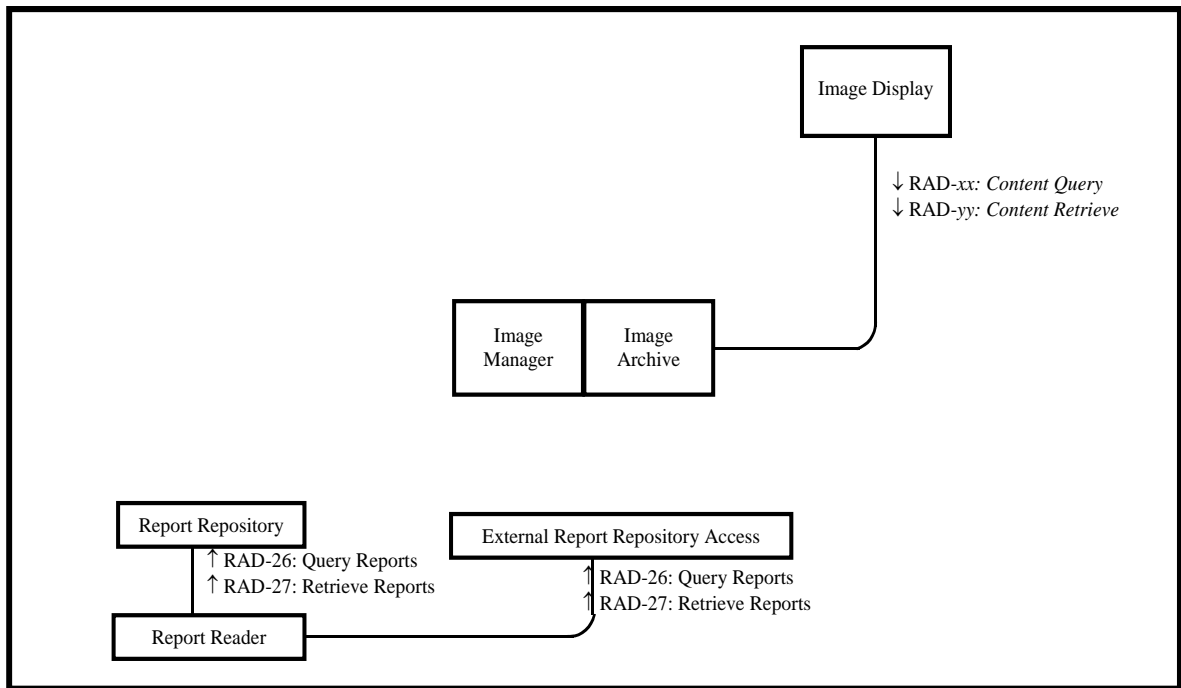 Image Display
↓ RAD-xx: Content Query
↓ RAD-yy: Content Retrieve
Image
Manager
Image
Archive
Report Repository
↑ RAD-26: Query Reports
↑ RAD-27: Retrieve Reports
External Report Repository Access
↑ RAD-26: Query Reports
↑ RAD-27: Retrieve Reports
Report Reader